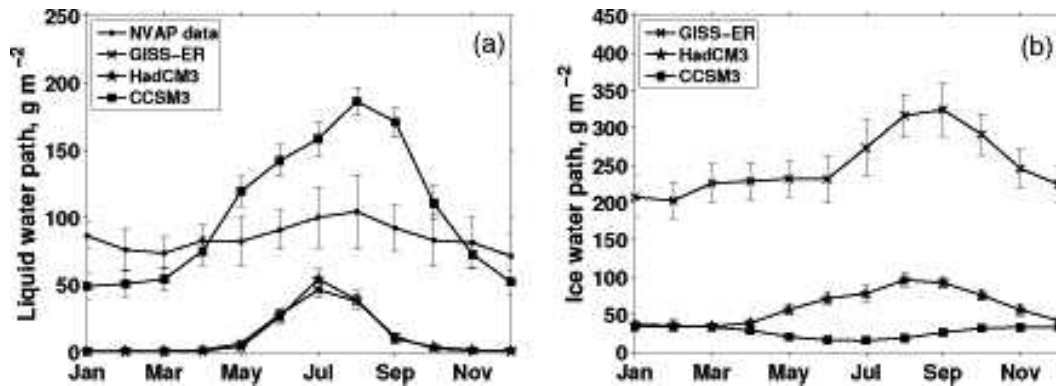 Liquid water path, g m⁻²
250
200
150
100
50
0
NVAP data
GISS-ER
HadCM3
CCSM3
(a)
Jan Mar May Jul Sep Nov
Ice water path, g m⁻²
450
400
350
300
250
200
150
100
50
0
GISS-ER
HadCM3
CCSM3
(b)
Jan Mar May Jul Sep Nov